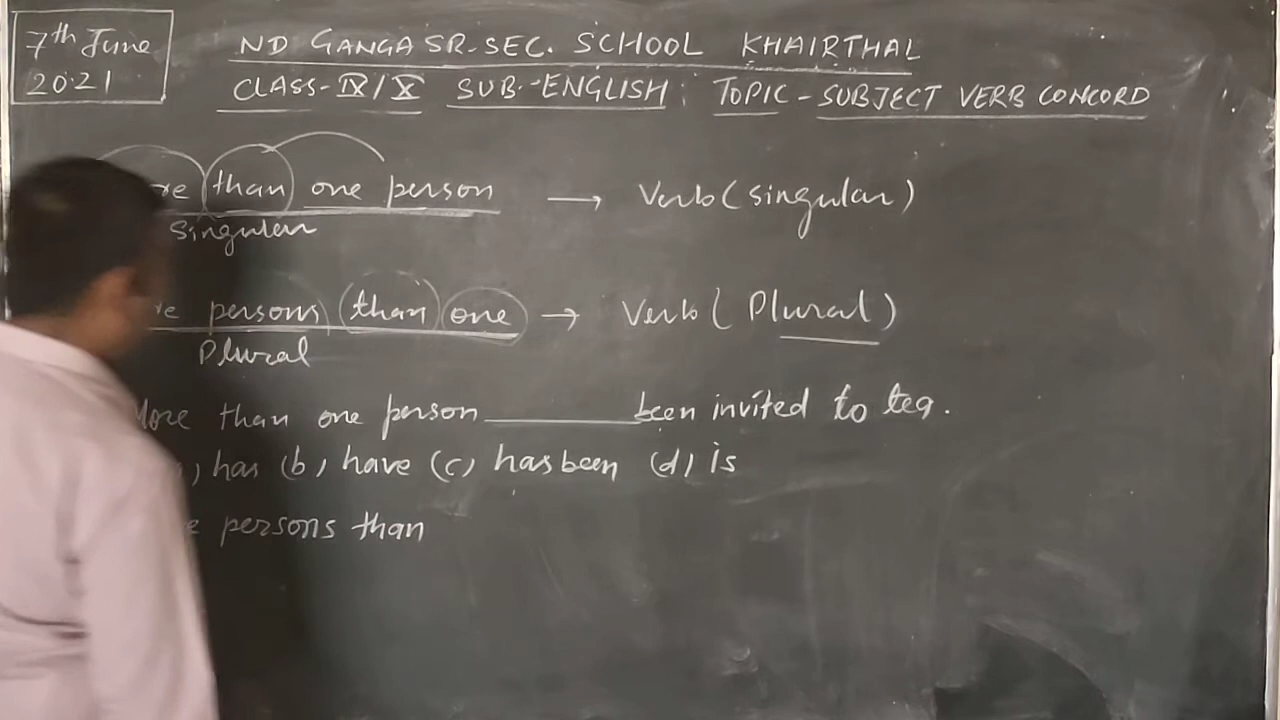 7th June
2021
ND GANGA SR. SEC. SCHOOL KHAIRTHAL
CLASS-IX/X SUB.-ENGLISH : TOPIC - SUBJECT VERB CONCORD
re than one person → Verb (singular)
Singular
re persons than one → Verb ( Plural )
Plural
More than one person ______ been invited to tea.
) has (b) have (c) has been (d) is
e persons than